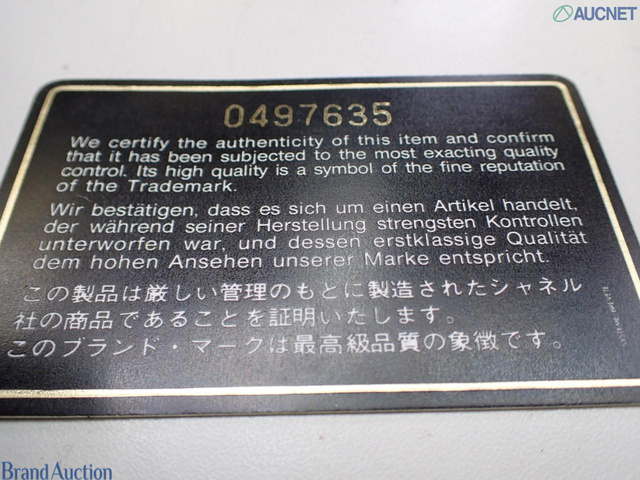 AUCNET
0497635
We certify the authenticity of this item and confirm
that it has been subjected to the most exacting quality
control. Its high quality is a symbol of the fine reputation
of the Trademark.
Wir bestätigen, dass es sich um einen Artikel handelt,
der während seiner Herstellung strengsten Kontrollen
unterworfen war, und dessen erstklassige Qualität
dem hohen Ansehen unserer Marke entspricht.
この製品は厳しい管理のもとに製造されたシャネル
社の商品であることを証明いたします。
このブランド・マークは最高級品質の象徴です。
Brand Auction